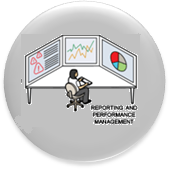 REPORTING AND
PERFORMANCE
MANAGEMENT